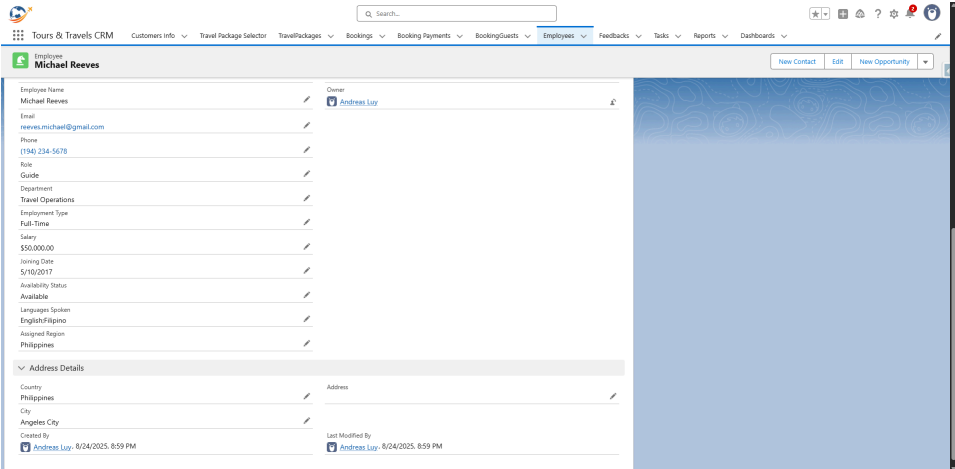 Search...
2
Tours & Travels CRM
Customers Info
Travel Package Selector
TravelPackages
Bookings
Booking Payments
BookingGuests
Employees
Feedbacks
Tasks
Reports
Dashboards
Employee
Michael Reeves
New Contact
Edit
New Opportunity
Employee Name
Michael Reeves
Owner
Andreas Luy
Email
reeves.michael@gmail.com
Phone
(194) 234-5678
Role
Guide
Department
Travel Operations
Employment Type
Full-Time
Salary
$50,000.00
Joining Date
5/10/2017
Availability Status
Available
Languages Spoken
English;Filipino
Assigned Region
Philippines
Address Details
Country
Philippines
Address
City
Angeles City
Created By
Andreas Luy, 8/24/2025, 8:59 PM
Last Modified By
Andreas Luy, 8/24/2025, 8:59 PM